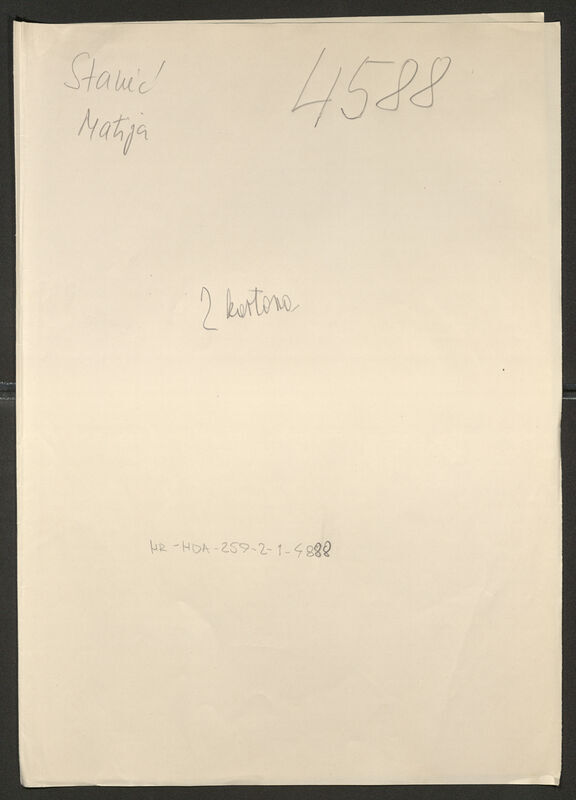 Stanić
4588
Matija
2 kartona
HR-HDA-259-2-1-4888